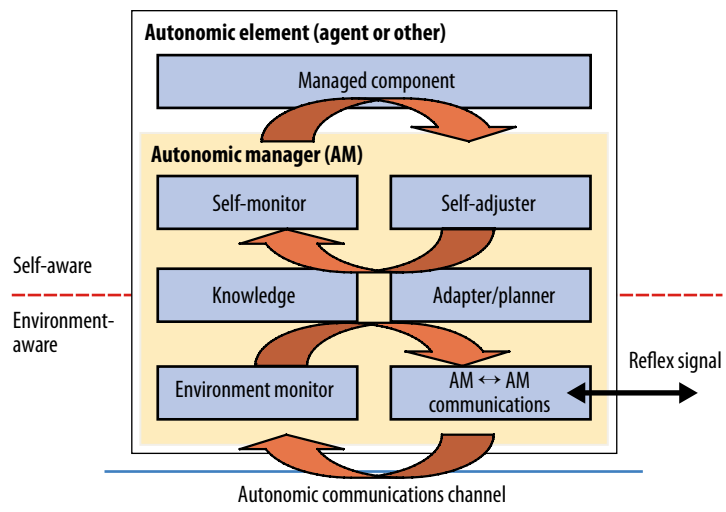 Autonomic element (agent or other)
Managed component
Autonomic manager (AM)
Self-monitor
Self-adjuster
Self-aware
Knowledge
Adapter/planner
Environment-
aware
Reflex signal
Environment monitor
AM ↔ AM
communications
Autonomic communications channel